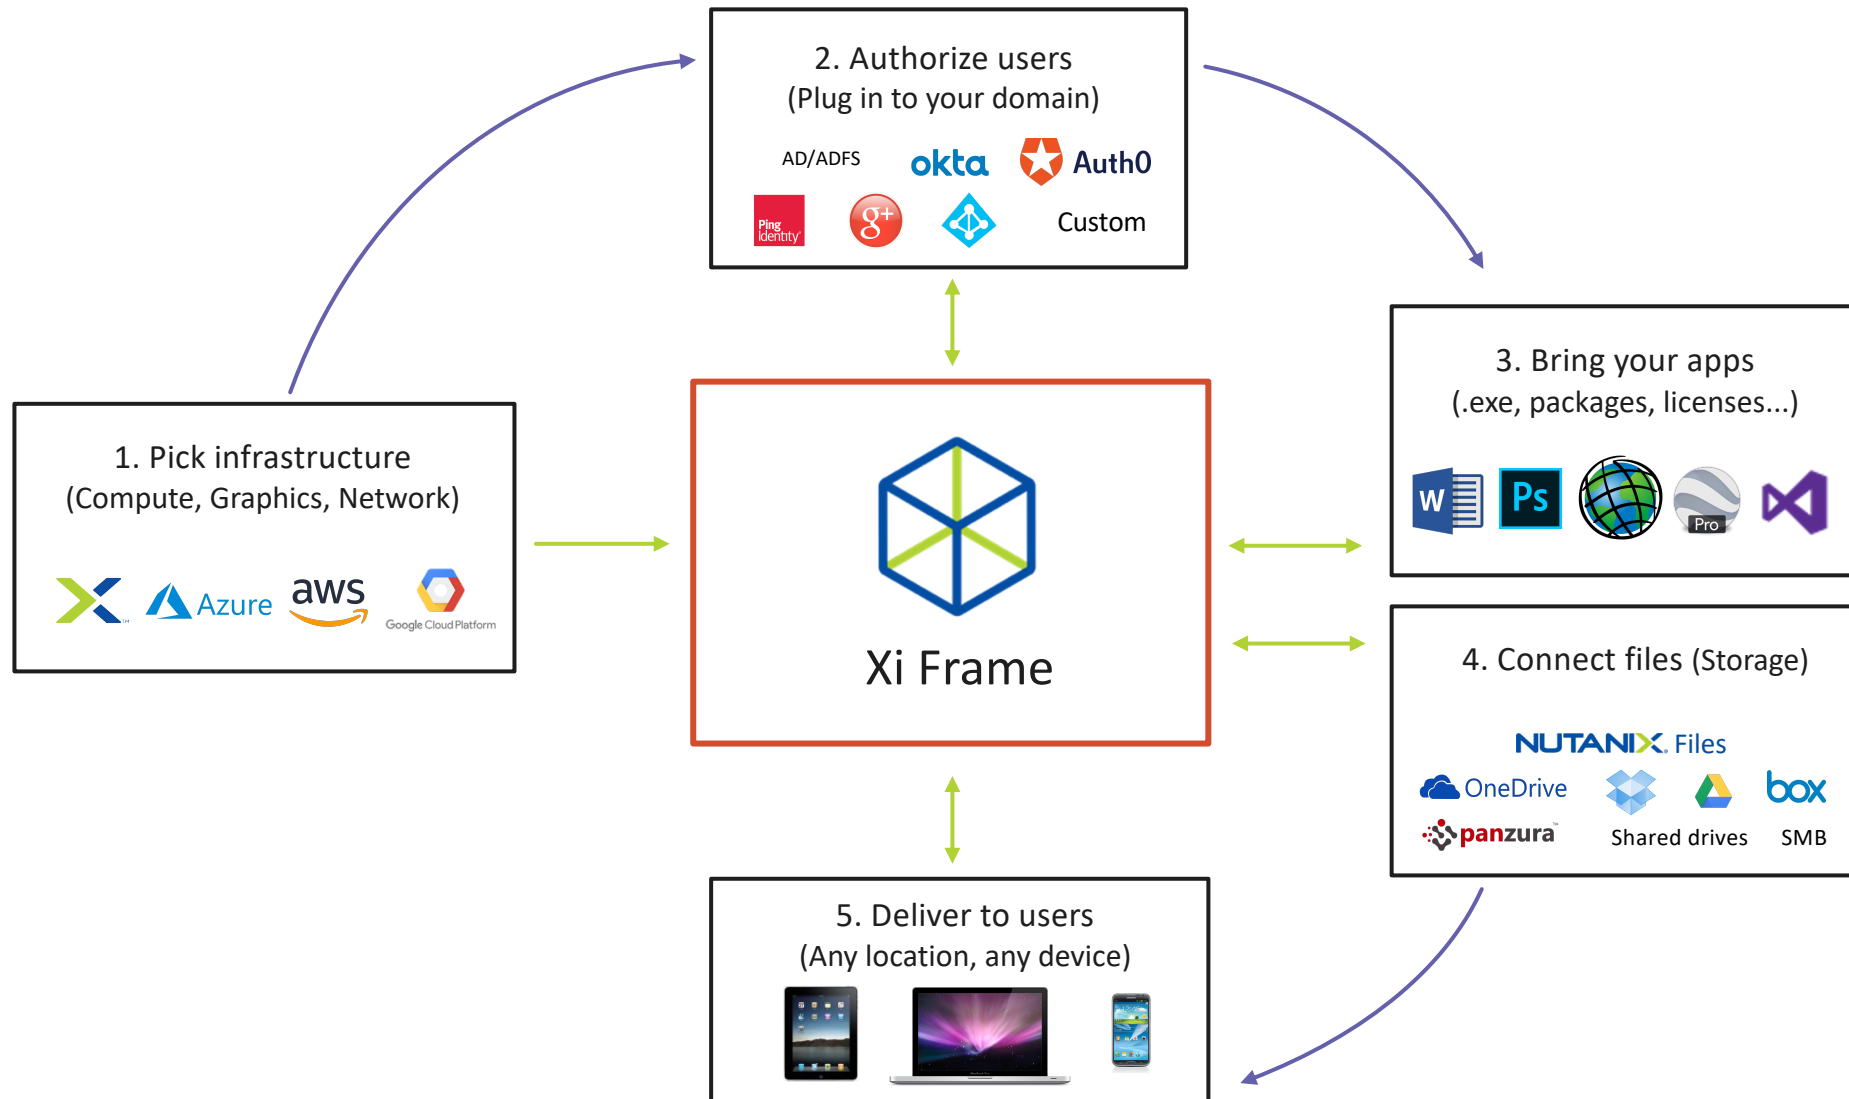 2. Authorize users
(Plug in to your domain)
AD/ADFS
okta
Auth0
Ping
Identity
g+
Custom
1. Pick infrastructure
(Compute, Graphics, Network)
TM
Azure
aws
Google Cloud Platform
Xi Frame
3. Bring your apps
(.exe, packages, licenses...)
W
Ps
Pro
4. Connect files (Storage)
NUTANIX. Files
OneDrive
box
panzura™
Shared drives
SMB
5. Deliver to users
(Any location, any device)